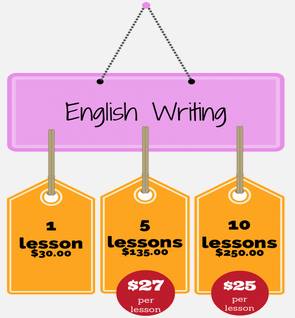 English Writing
1
lesson
$30.00
5
lessons
$135.00
$27
per
lesson
10
lessons
$250.00
$25
per
lesson